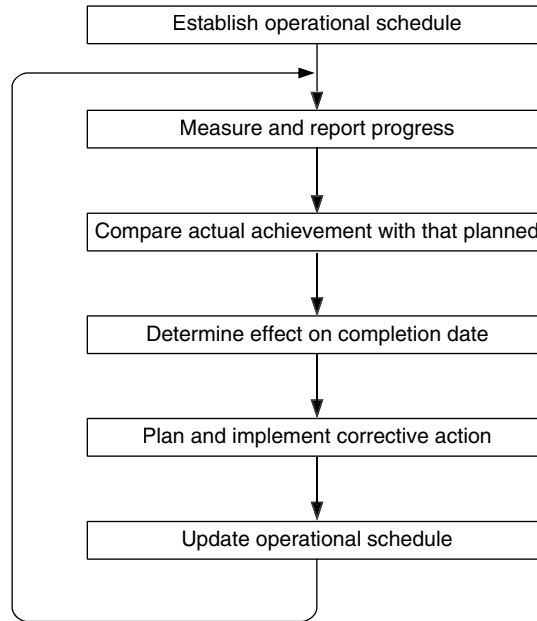 Establish operational schedule
Measure and report progress
Compare actual achievement with that planned
Determine effect on completion date
Plan and implement corrective action
Update operational schedule